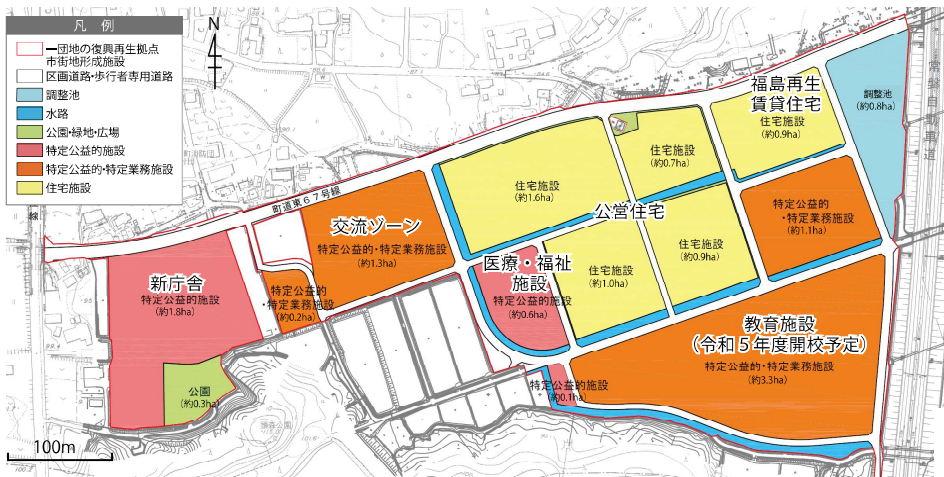 凡例
一団地の復興再生拠点
市街地形成施設
区画道路・歩行者専用道路
調整池
水路
公園・緑地・広場
特定公益的施設
特定公益的・特定業務施設
住宅施設
N
町道東67号線
線
新庁舎
特定公益的施設
(約1.8ha)
公園
(約0.3ha)
特定公益的
・特定業務施設
(約0.2ha)
交流ゾーン
特定公益的・特定業務施設
(約1.3ha)
住宅施設
(約1.6ha)
公営住宅
住宅施設
(約0.7ha)
福島再生
賃貸住宅
住宅施設
(約0.9ha)
調整池
(約0.8ha)
常磐自動車道
医療・福祉
施設
特定公益的施設
(約0.6ha)
住宅施設
(約1.0ha)
住宅施設
(約0.9ha)
特定公益的
・特定業務施設
(約1.1ha)
教育施設
(令和5年度開校予定)
特定公益的・特定業務施設
(約3.3ha)
特定公益的施設
(約0.1ha)
100m